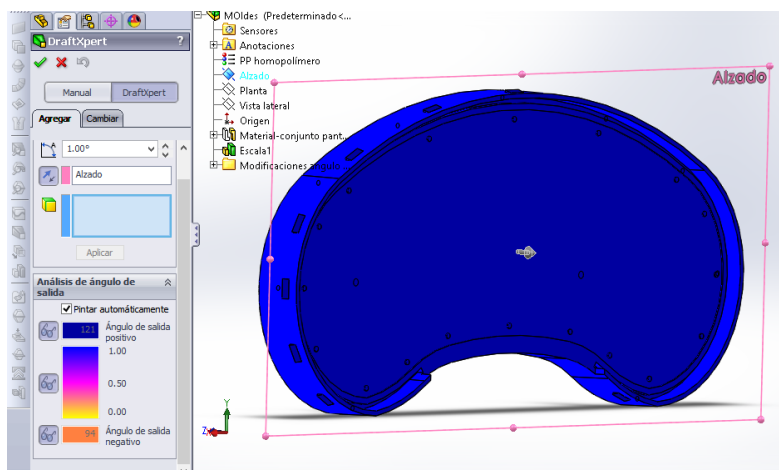 DraftXpert ?
Manual DraftXpert
Agregar Cambiar
1.00°
Alzado
Aplicar
Análisis de ángulo de
salida
Pintar automáticamente
121 Ángulo de salida
positivo
1.00
0.50
0.00
94 Ángulo de salida
negativo
MOldes (Predeterminado<...
Sensores
A Anotaciones
PP homopolímero
Alzado
Planta
Vista lateral
Origen
Material-conjunto pant...
Escala1
Modificaciones angulo
Alzado
Y
Z